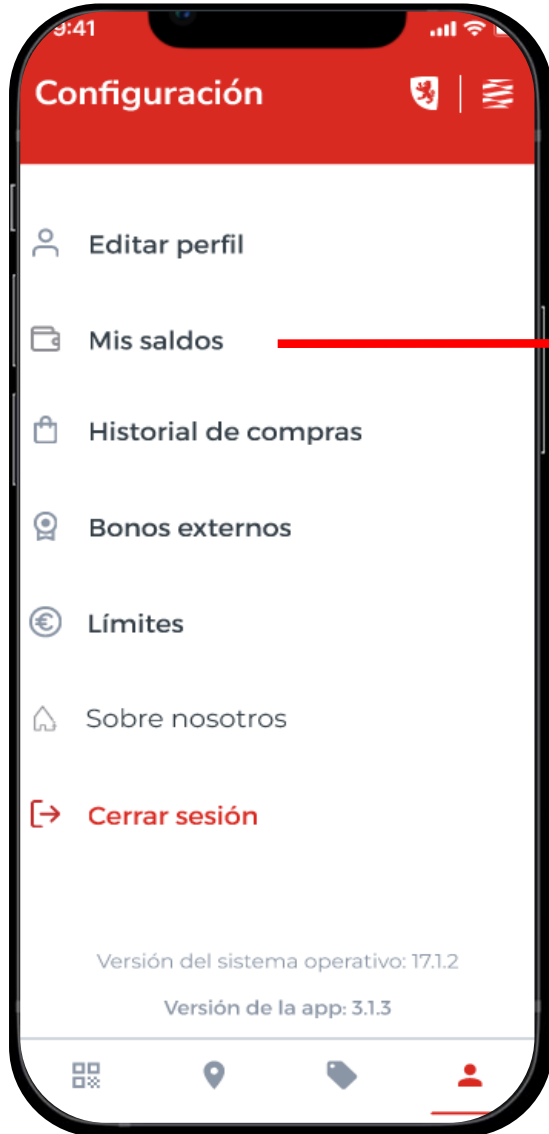 9:41
Configuración
Editar perfil
Mis saldos
Historial de compras
Bonos externos
Límites
Sobre nosotros
Cerrar sesión
Versión del sistema operativo: 17.1.2
Versión de la app: 3.1.3